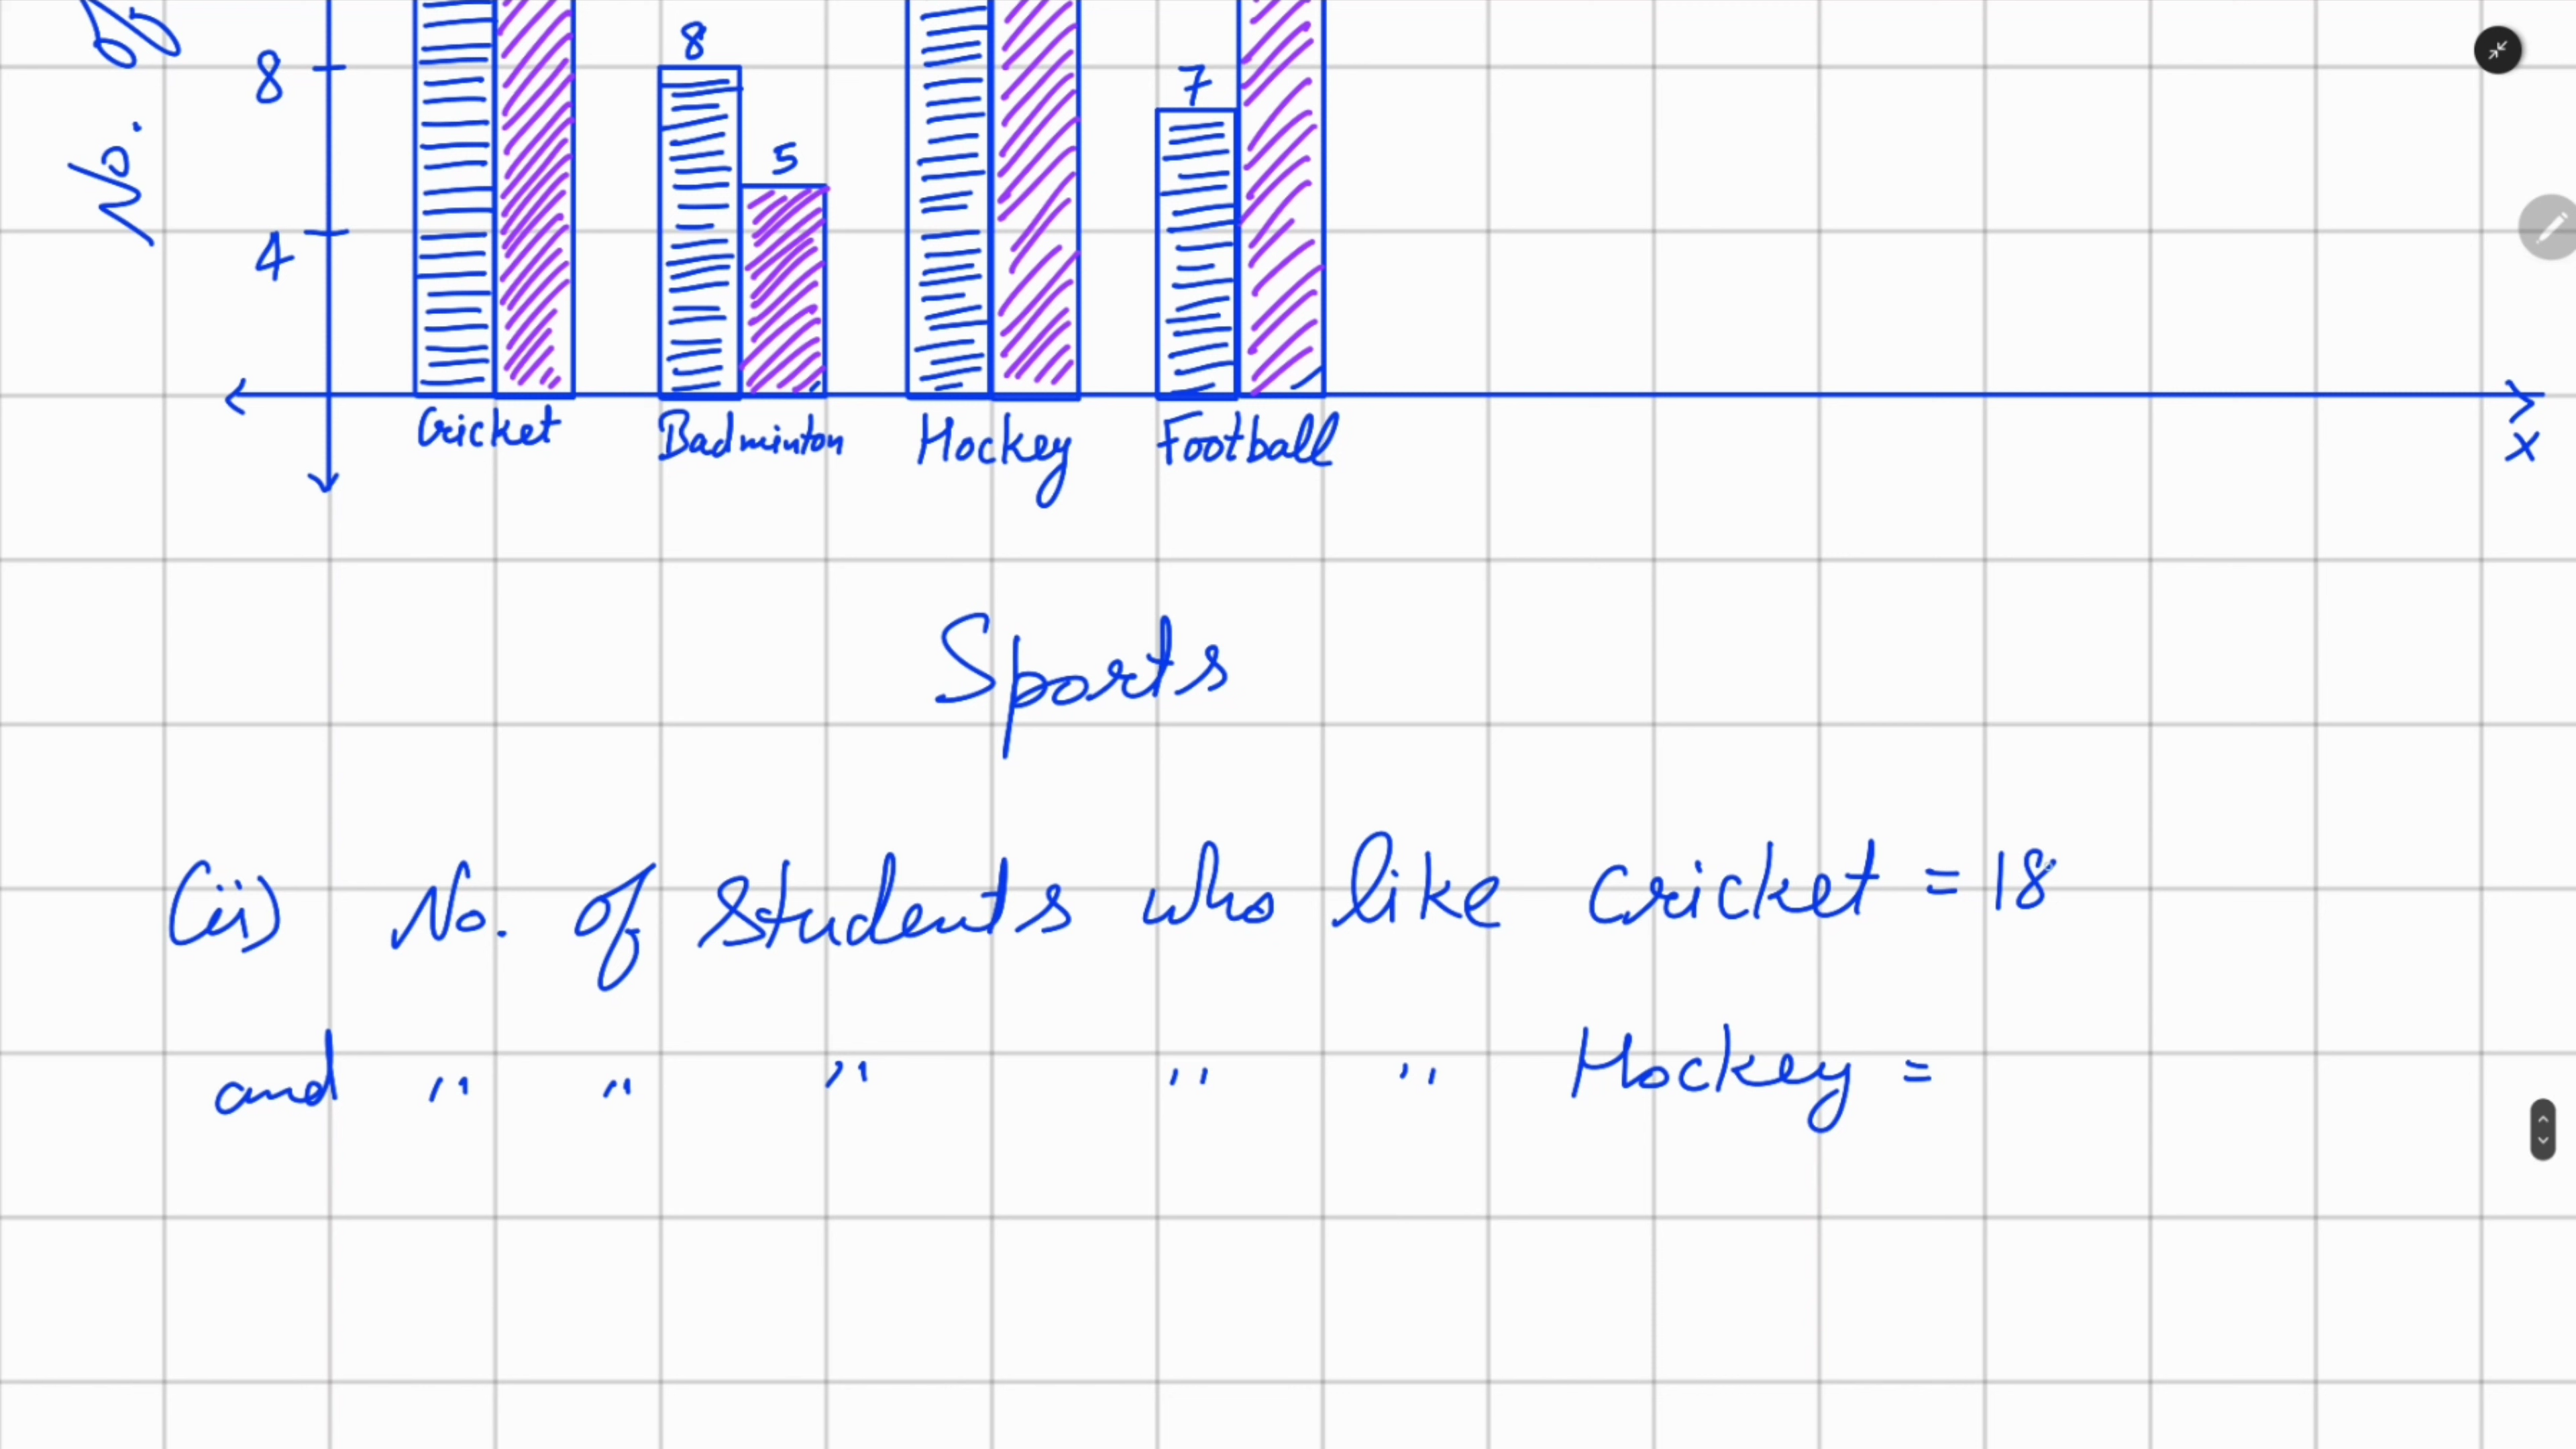 No. of
8
8
7
5
4
Cricket Badminton Hockey Football
x
Sports
(ii) No. of Students who like Cricket = 18
and " " " " " Hockey =